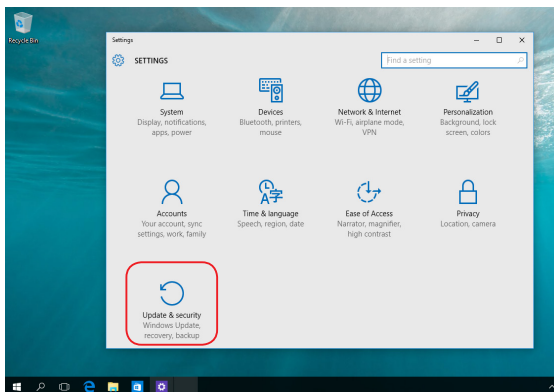 Recycle Bin
Settings
SETTINGS
Find a setting
System
Display, notifications,
apps, power
Devices
Bluetooth, printers,
mouse
Network & Internet
Wi-Fi, airplane mode,
VPN
Personalization
Background, lock
screen, colors
Accounts
Your account, sync
settings, work, family
Time & language
Speech, region, date
Ease of Access
Narrator, magnifier,
high contrast
Privacy
Location, camera
Update & security
Windows Update,
recovery, backup